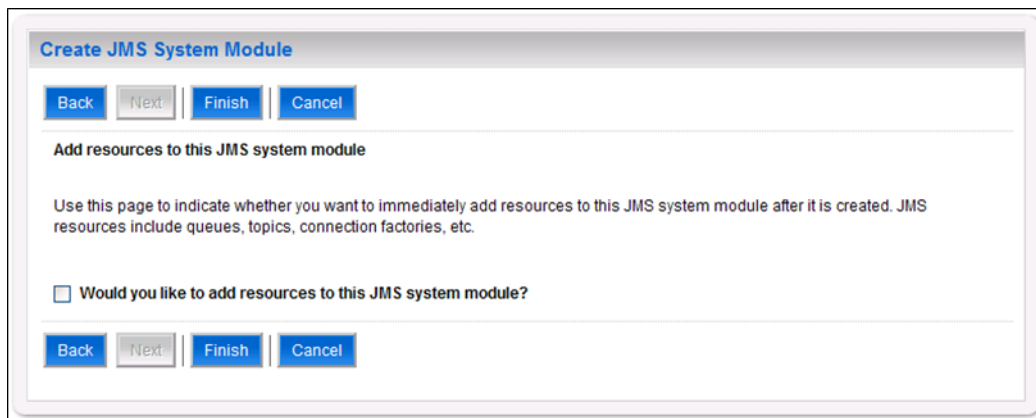 Create JMS System Module
Back Next Finish Cancel
Add resources to this JMS system module
Use this page to indicate whether you want to immediately add resources to this JMS system module after it is created. JMS
resources include queues, topics, connection factories, etc.
Would you like to add resources to this JMS system module?
Back Next Finish Cancel